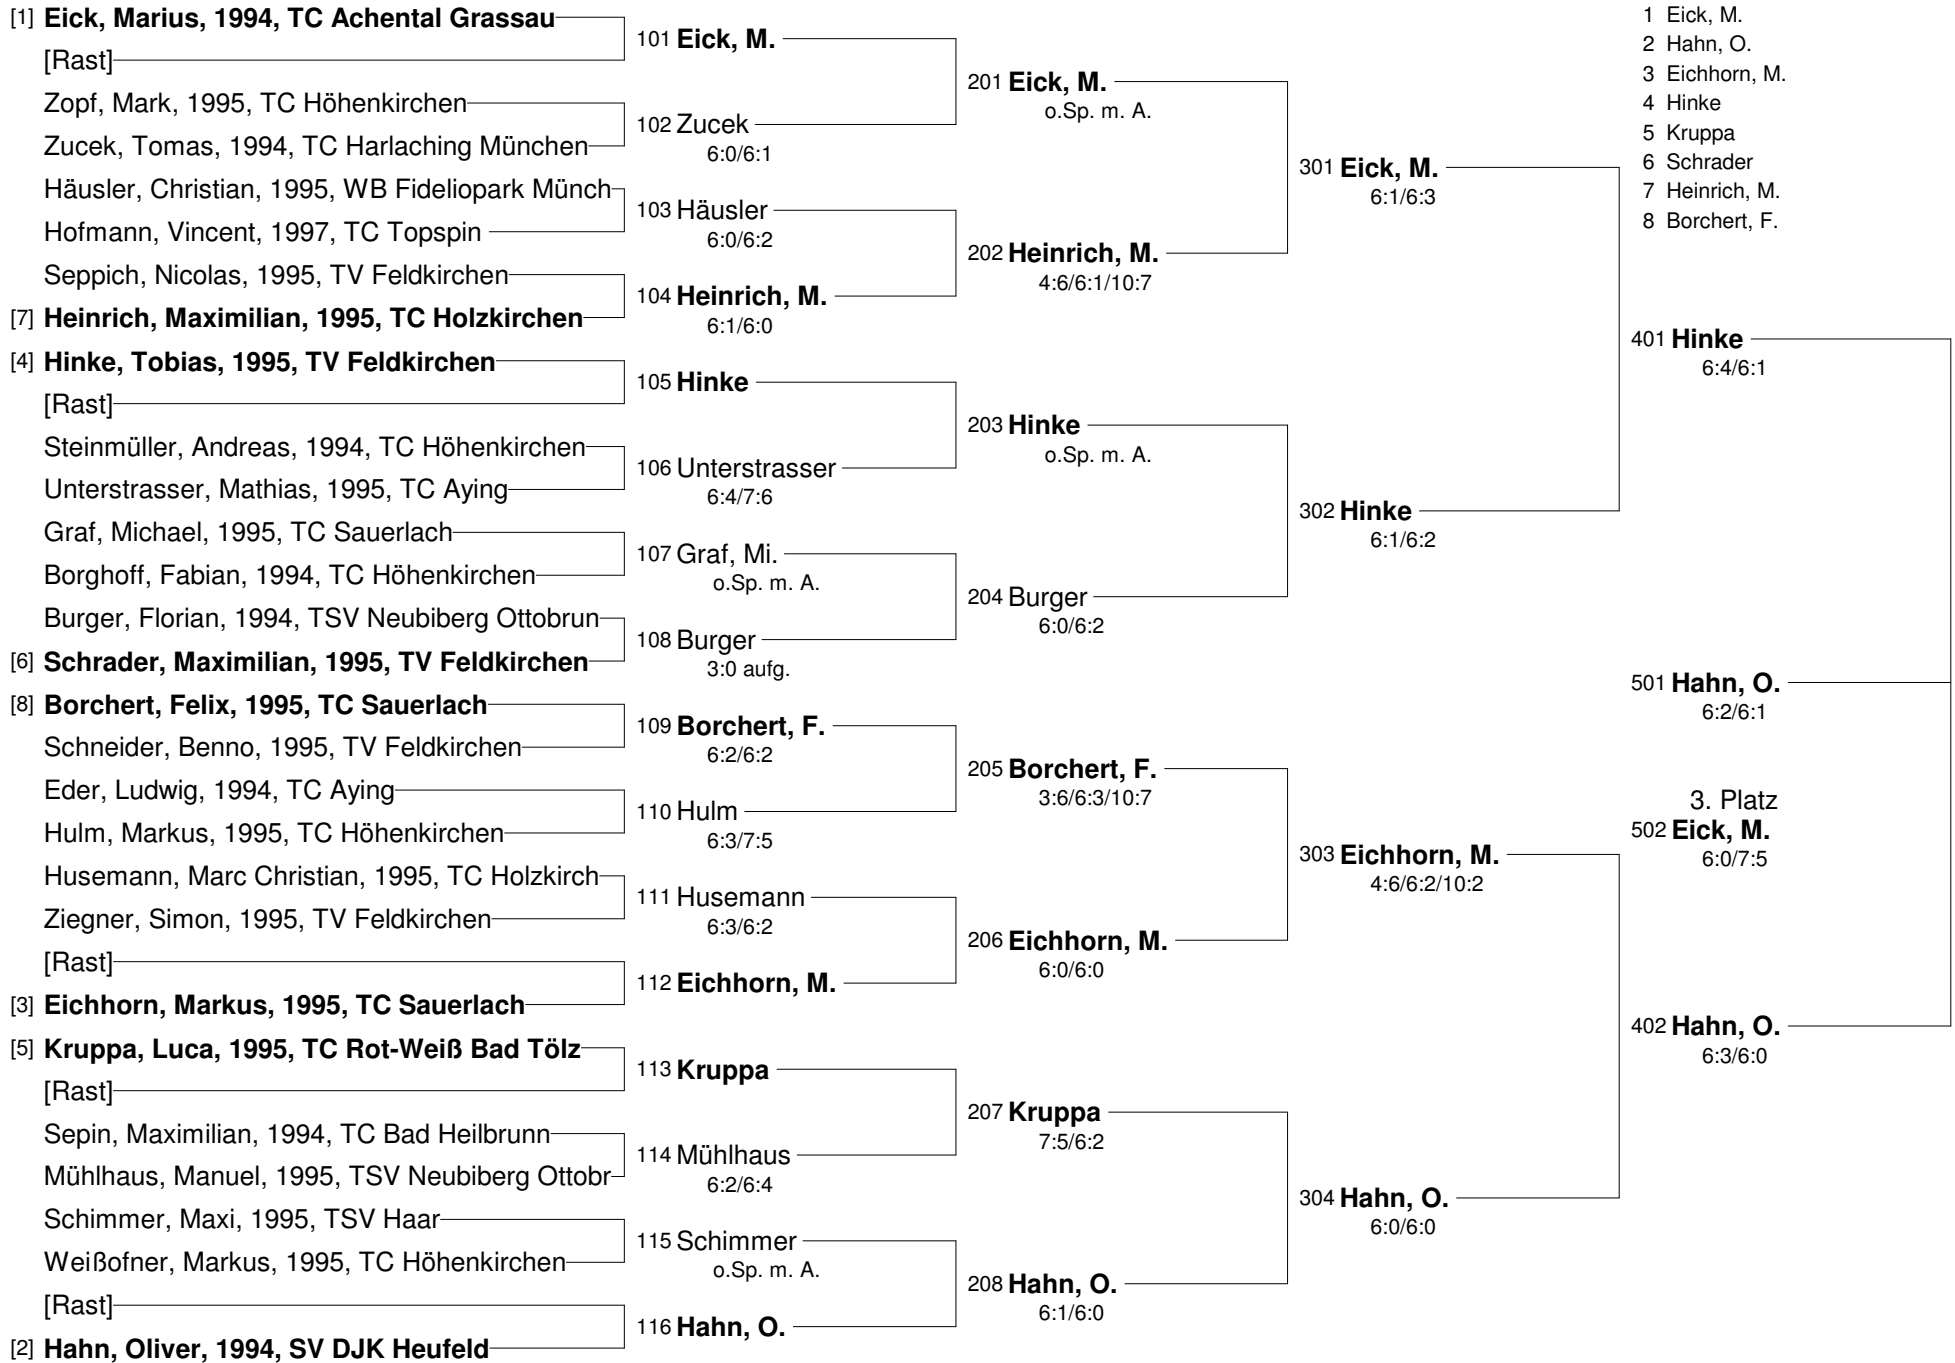 [1] Eick, Marius, 1994, TC Achental Grassau
[Rast]
Zopf, Mark, 1995, TC Höhenkirchen
Zucek, Tomas, 1994, TC Harlaching München
Häusler, Christian, 1995, WB Fideliopark Münch
Hofmann, Vincent, 1997, TC Topspin
Seppich, Nicolas, 1995, TV Feldkirchen
[7] Heinrich, Maximilian, 1995, TC Holzkirchen
[4] Hinke, Tobias, 1995, TV Feldkirchen
[Rast]
Steinmüller, Andreas, 1994, TC Höhenkirchen
Unterstrasser, Mathias, 1995, TC Aying
Graf, Michael, 1995, TC Sauerlach
Borghoff, Fabian, 1994, TC Höhenkirchen
Burger, Florian, 1994, TSV Neubiberg Ottobrun
[6] Schrader, Maximilian, 1995, TV Feldkirchen
[8] Borchert, Felix, 1995, TC Sauerlach
Schneider, Benno, 1995, TV Feldkirchen
Eder, Ludwig, 1994, TC Aying
Hulm, Markus, 1995, TC Höhenkirchen
Husemann, Marc Christian, 1995, TC Holzkirch
Ziegner, Simon, 1995, TV Feldkirchen
[Rast]
[3] Eichhorn, Markus, 1995, TC Sauerlach
[5] Kruppa, Luca, 1995, TC Rot-Weiß Bad Tölz
[Rast]
Sepin, Maximilian, 1994, TC Bad Heilbrunn
Mühlhaus, Manuel, 1995, TSV Neubiberg Ottobr
Schimmer, Maxi, 1995, TSV Haar
Weißofner, Markus, 1995, TC Höhenkirchen
[Rast]
[2] Hahn, Oliver, 1994, SV DJK Heufeld
101 Eick, M.
102 Zucek
6:0/6:1
103 Häusler
6:0/6:2
104 Heinrich, M.
6:1/6:0
105 Hinke
106 Unterstrasser
6:4/7:6
107 Graf, Mi.
o.Sp. m. A.
108 Burger
3:0 aufg.
109 Borchert, F.
6:2/6:2
110 Hulm
6:3/7:5
111 Husemann
6:3/6:2
112 Eichhorn, M.
113 Kruppa
114 Mühlhaus
6:2/6:4
115 Schimmer
o.Sp. m. A.
116 Hahn, O.
201 Eick, M.
o.Sp. m. A.
202 Heinrich, M.
4:6/6:1/10:7
203 Hinke
o.Sp. m. A.
204 Burger
6:0/6:2
205 Borchert, F.
3:6/6:3/10:7
206 Eichhorn, M.
6:0/6:0
207 Kruppa
7:5/6:2
208 Hahn, O.
6:1/6:0
301 Eick, M.
6:1/6:3
302 Hinke
6:1/6:2
303 Eichhorn, M.
4:6/6:2/10:2
304 Hahn, O.
6:0/6:0
1 Eick, M.
2 Hahn, O.
3 Eichhorn, M.
4 Hinke
5 Kruppa
6 Schrader
7 Heinrich, M.
8 Borchert, F.
401 Hinke
6:4/6:1
501 Hahn, O.
6:2/6:1
3. Platz
502 Eick, M.
6:0/7:5
402 Hahn, O.
6:3/6:0